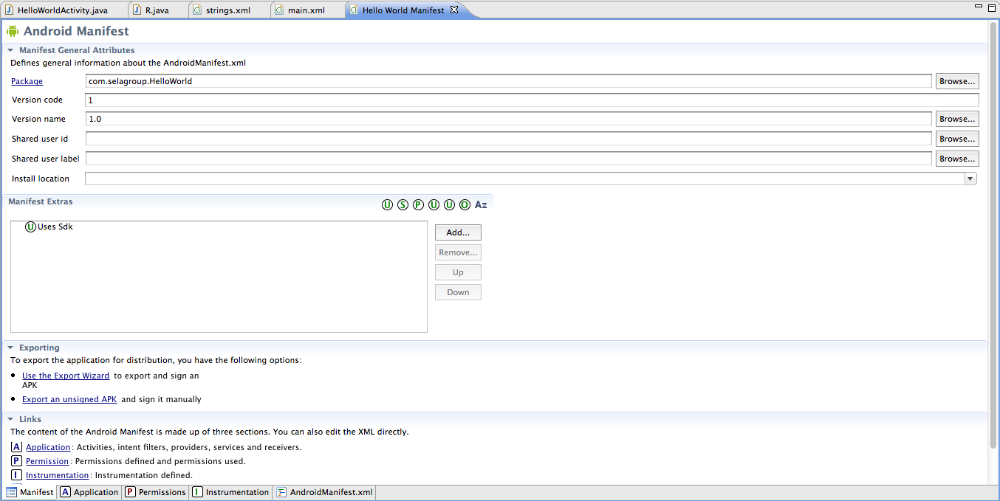 HelloWorldActivity.java R.java strings.xml main.xml Hello World Manifest
Android Manifest
Manifest General Attributes
Defines general information about the AndroidManifest.xml
Package com.selagroup.HelloWorld Browse...
Version code 1
Version name 1.0 Browse...
Shared user id Browse...
Shared user label Browse...
Install location
Manifest Extras U S P U U O Az
U Uses Sdk
Add...
Remove...
Up
Down
Exporting
To export the application for distribution, you have the following options:
Use the Export Wizard to export and sign an
APK
Export an unsigned APK and sign it manually
Links
The content of the Android Manifest is made up of three sections. You can also edit the XML directly.
A Application: Activities, intent filters, providers, services and receivers.
P Permission: Permissions defined and permissions used.
I Instrumentation: Instrumentation defined.
Manifest A Application P Permissions I Instrumentation AndroidManifest.xml